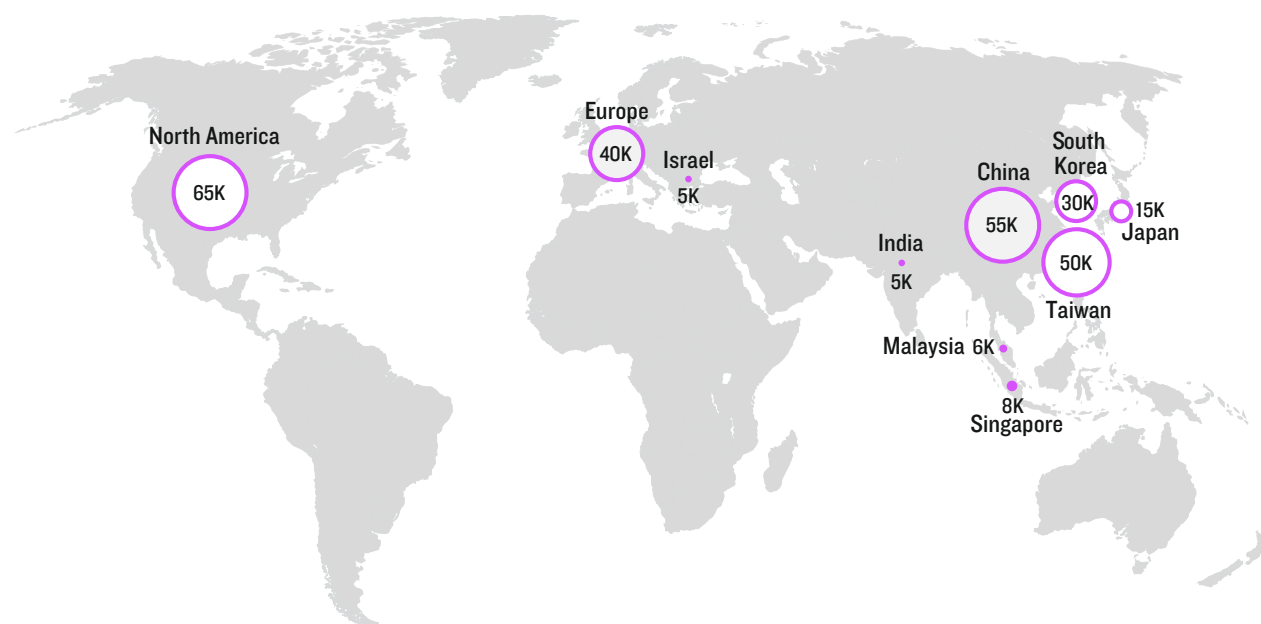 North America
65K
Europe
40K
Israel
5K
India
5K
China
55K
South
Korea
30K
15K
Japan
50K
Taiwan
Malaysia 6K
8K
Singapore